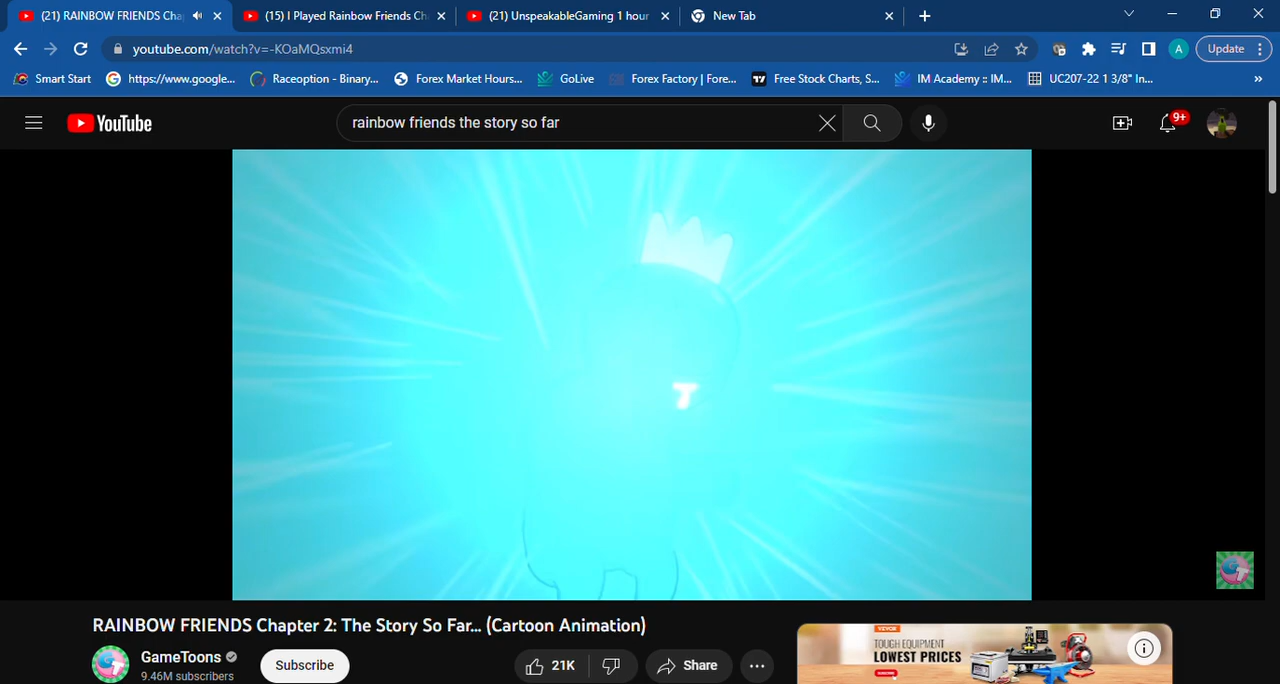 (21) RAINBOW FRIENDS Cha
(15) I Played Rainbow Friends Ch
(21) UnspeakableGaming 1 hour
New Tab
youtube.com/watch?v=-KOaMQsxmi4
A
Update
Smart Start
https://www.google...
Raceoption - Binary...
Forex Market Hours...
GoLive
Forex Factory | Fore...
Free Stock Charts, S...
IM Academy :: IM...
UC207-22 1 3/8" In...
YouTube
rainbow friends the story so far
9+
T
RAINBOW FRIENDS Chapter 2: The Story So Far... (Cartoon Animation)
GameToons
9.46M subscribers
Subscribe
21K
Share
VEVOR
TOUGH EQUIPMENT
LOWEST PRICES